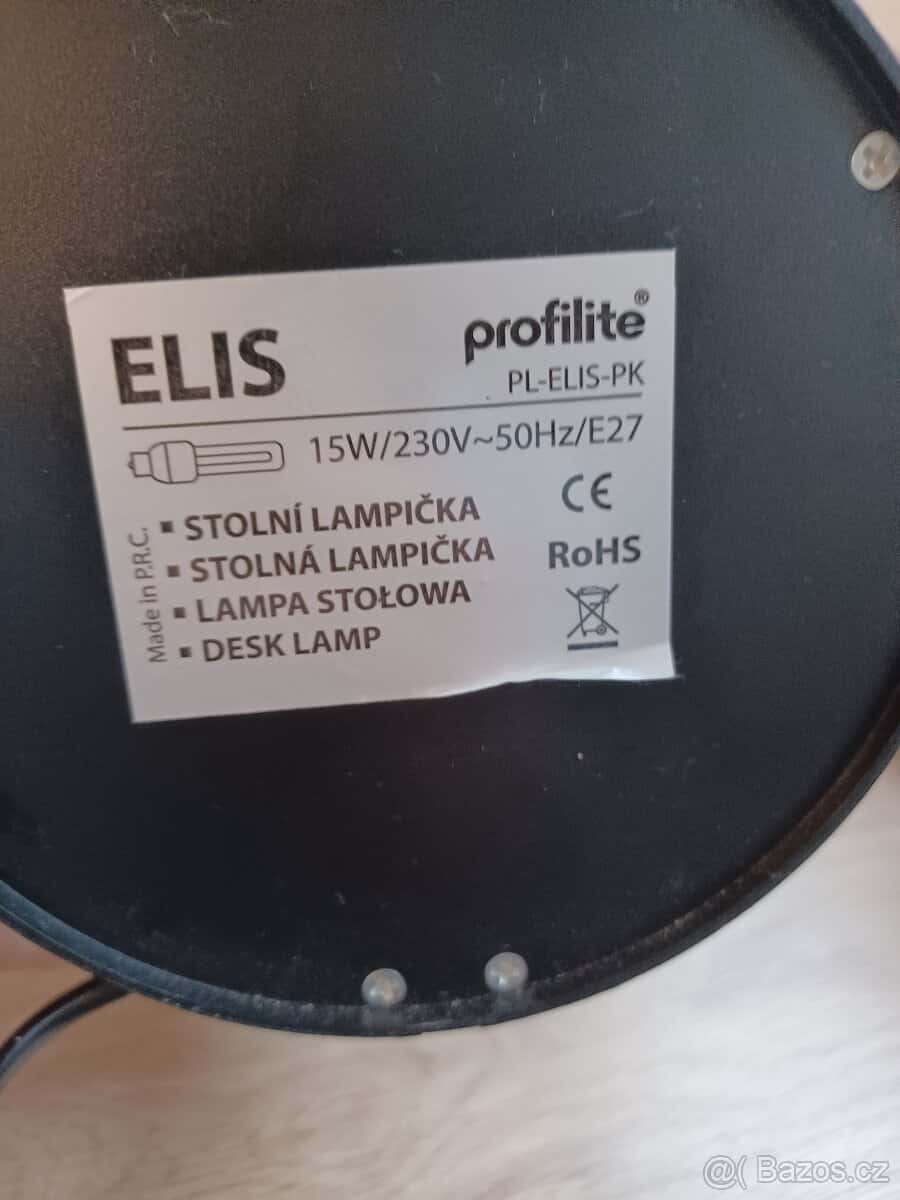 ELIS
profilite®
PL-ELIS-PK
15W/230V~50Hz/E27
▪ STOLNÍ LAMPIČKA
▪ STOLNÁ LAMPIČKA
▪ LAMPA STOŁOWA
▪ DESK LAMP
Made in P.R.C.
CE
RoHS
@( Bazos.cz